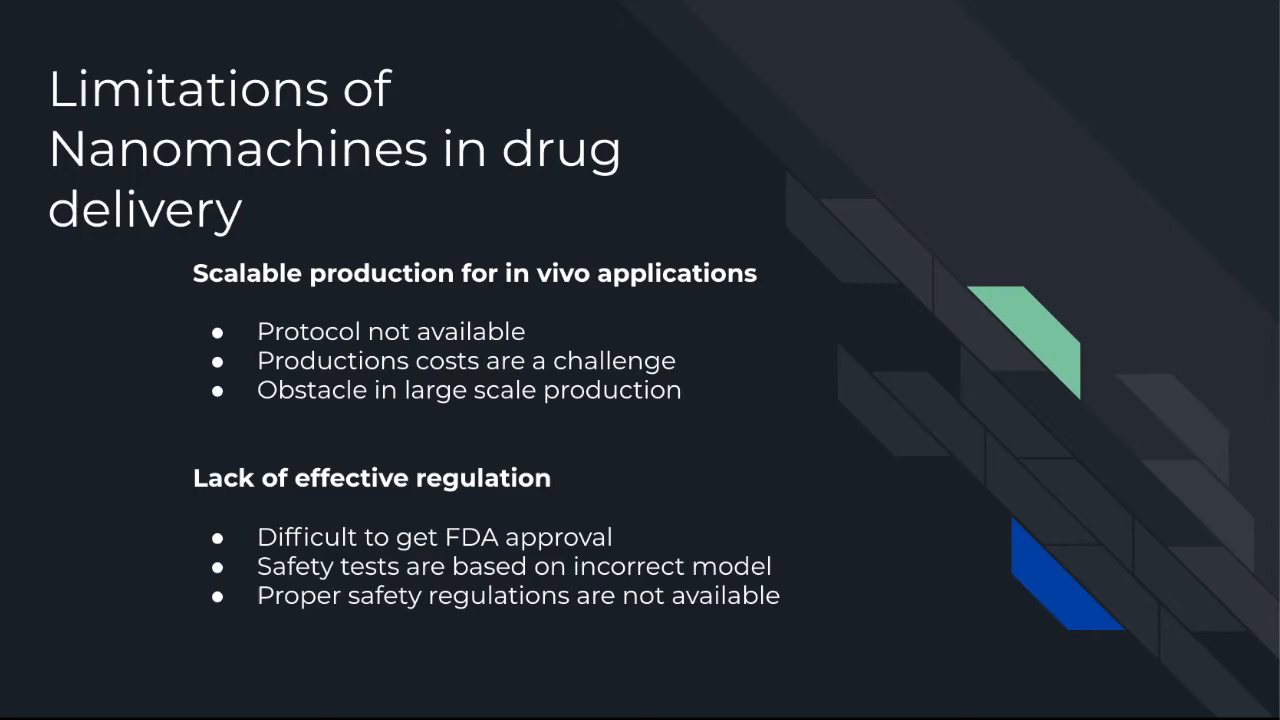 Limitations of
Nanomachines in drug
delivery
Scalable production for in vivo applications
● Protocol not available
● Productions costs are a challenge
● Obstacle in large scale production
Lack of effective regulation
● Difficult to get FDA approval
● Safety tests are based on incorrect model
● Proper safety regulations are not available